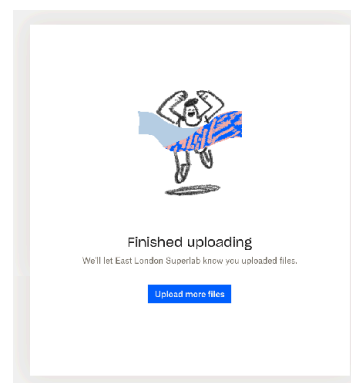 Finished uploading
We'll let East London Superlab know you uploaded files.
Upload more files